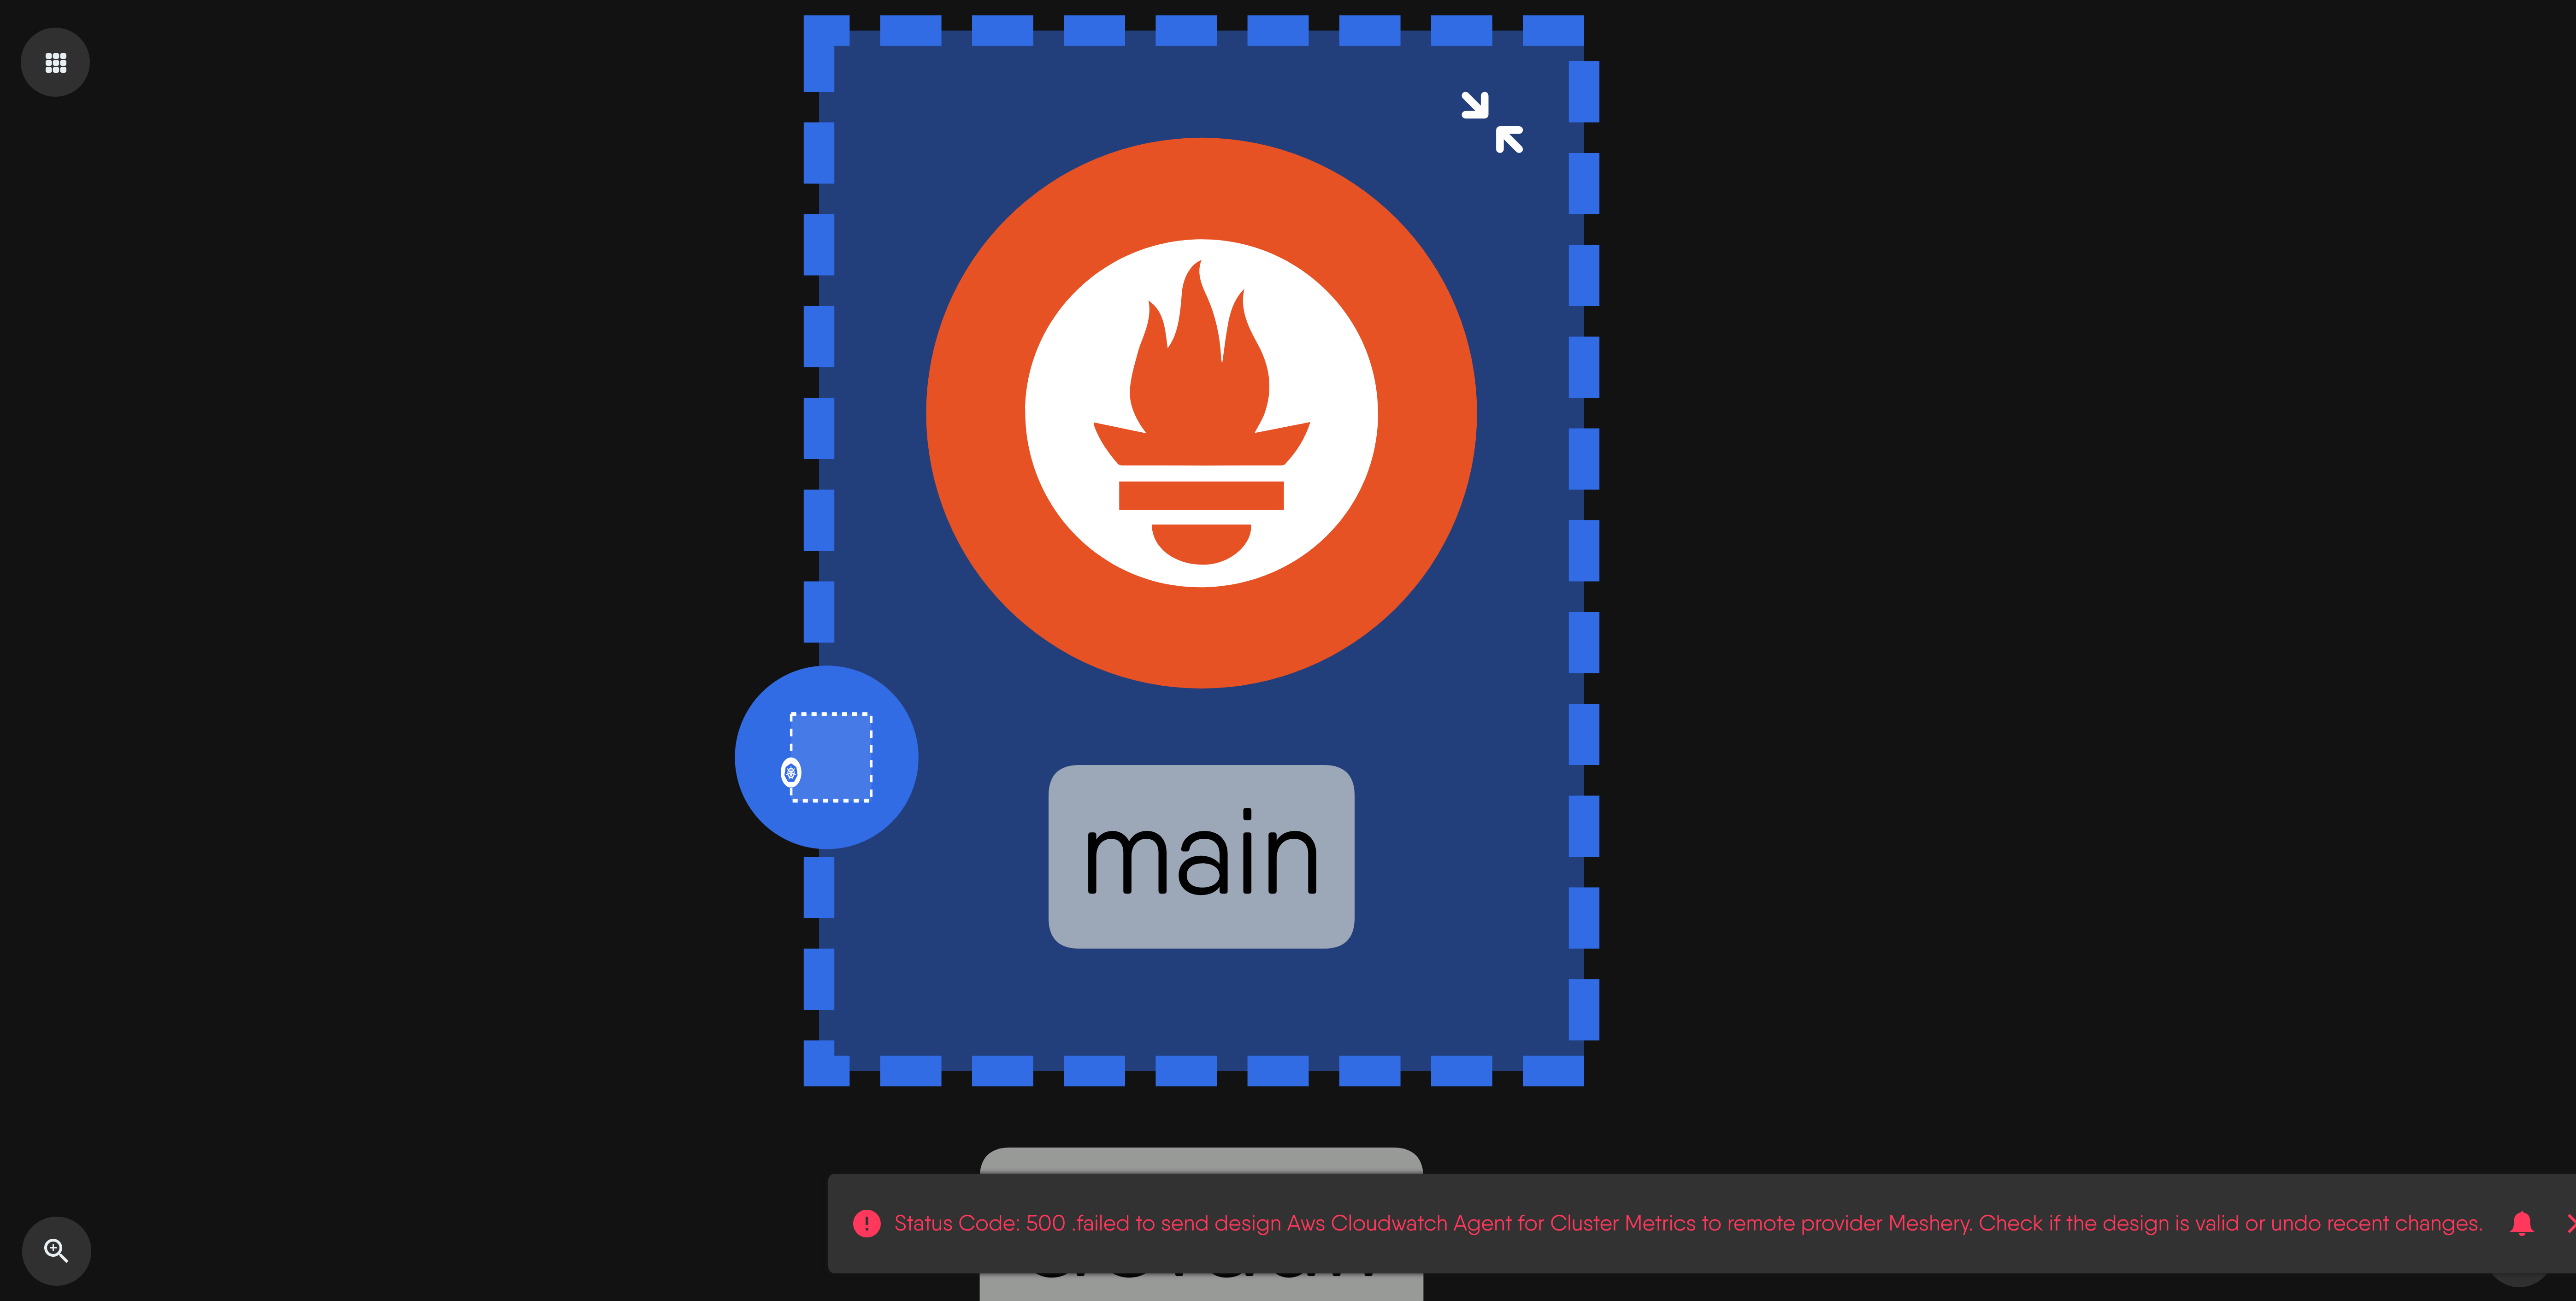 main
Status Code: 500 .failed to send design Aws Cloudwatch Agent for Cluster Metrics to remote provider Meshery. Check if the design is valid or undo recent changes.